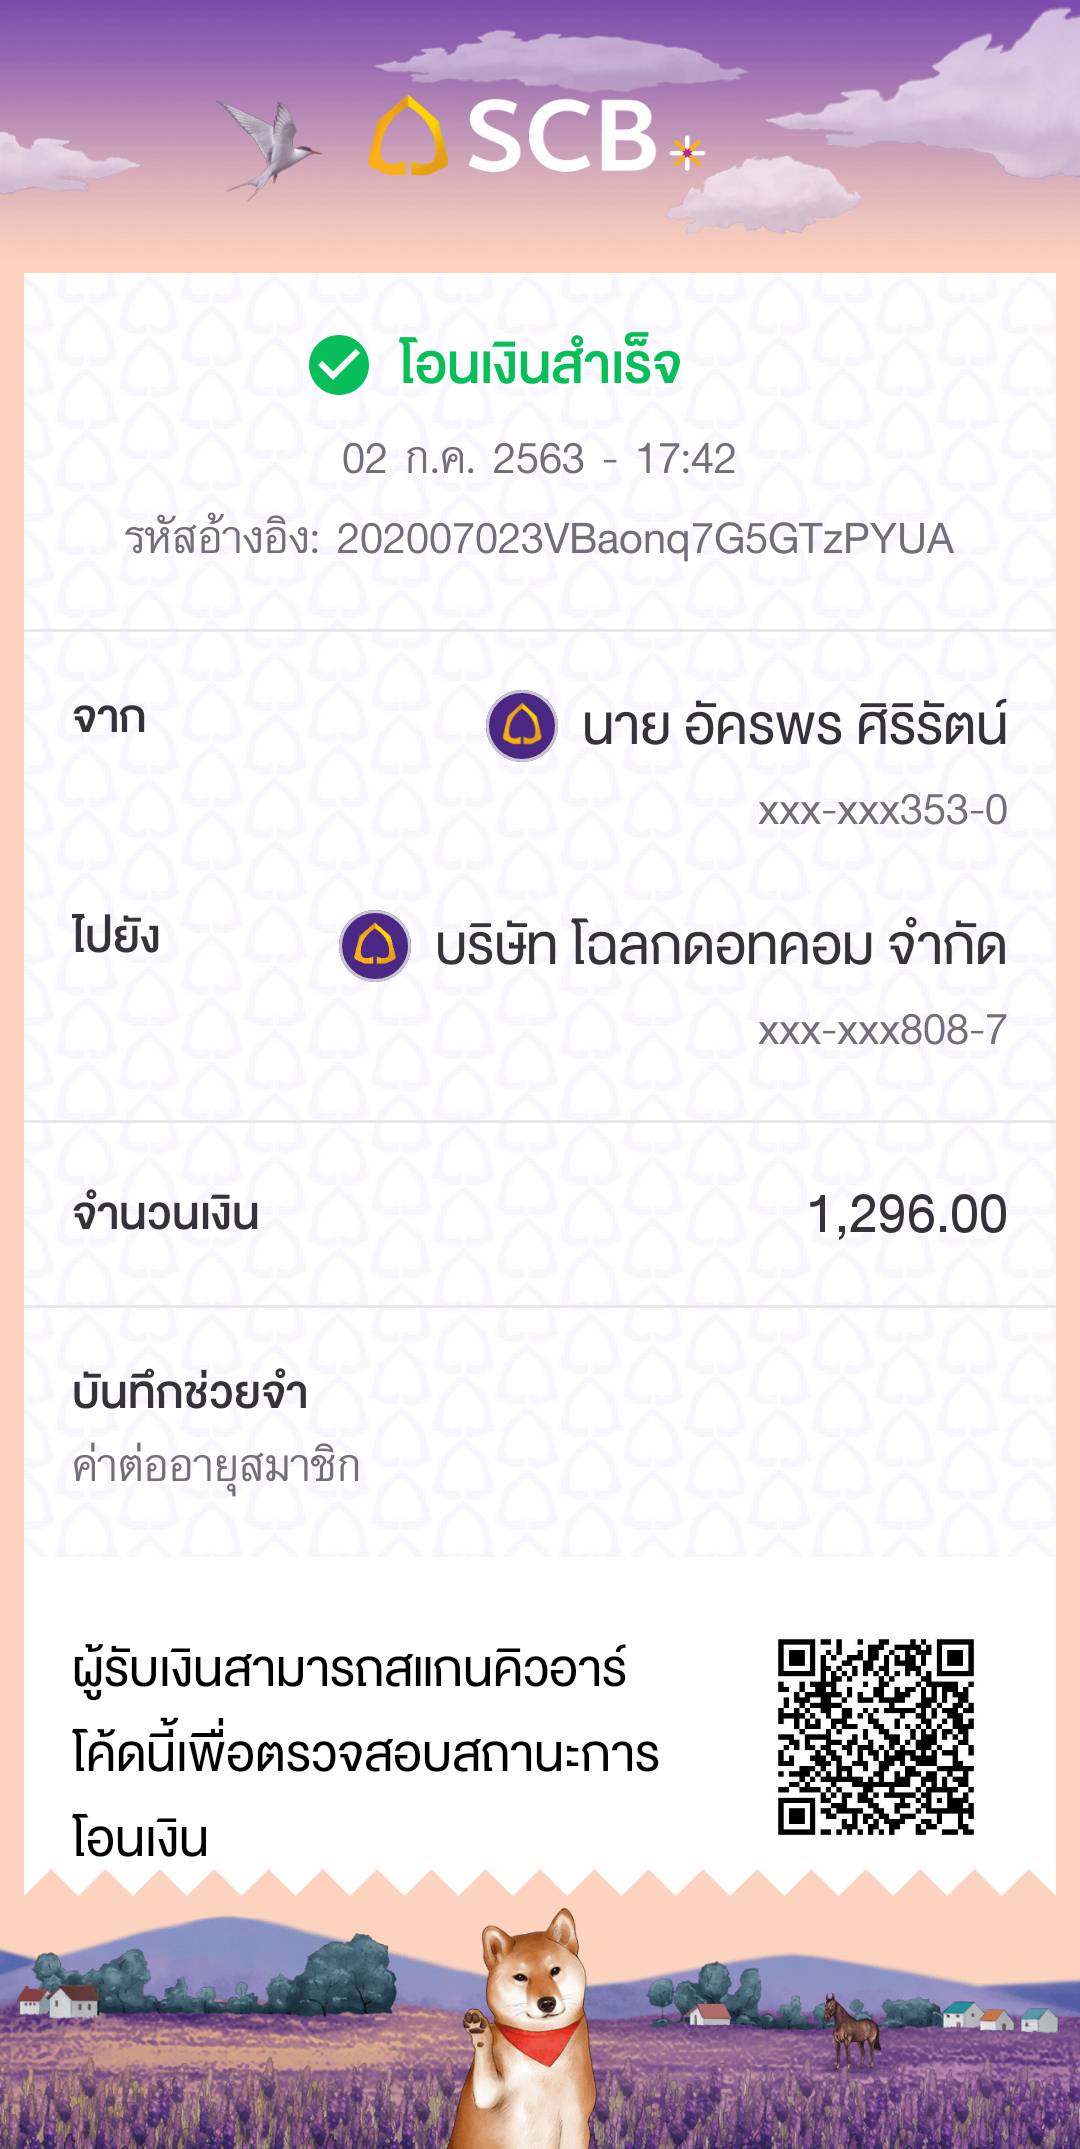 SCB
โอนเงินสำเร็จ
02 ก.ค. 2563 - 17:42
รหัสอ้างอิง: 202007023VBaonq7G5GTzPYUA
จาก
นาย อัครพร ศิริรัตน์
xxx-xxx353-0
ไปยัง
บริษัท โฉลกดอทคอม จำกัด
xxx-xxx808-7
จำนวนเงิน 1,296.00
บันทึกช่วยจำ
ค่าต่ออายุสมาชิก
ผู้รับเงินสามารถสแกนคิวอาร์
โค้ดนี้เพื่อตรวจสอบสถานะการ
โอนเงิน